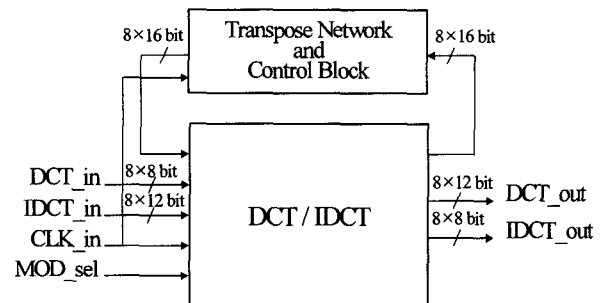 8×16 bit
Transpose Network
and
Control Block
8×16 bit
DCT_in
8×8 bit
IDCT_in
8×12 bit
CLK_in
MOD_sel
DCT / IDCT
8×12 bit
DCT_out
8×8 bit
IDCT_out